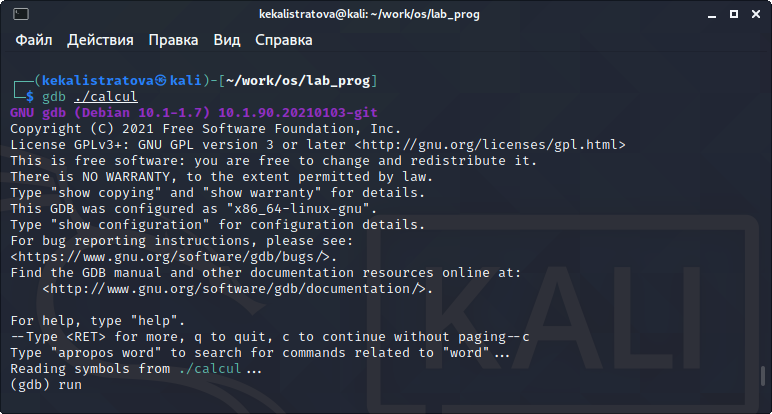 kekalistratova@kali: ~/work/os/lab_prog
Файл Действия Правка Вид Справка
┌──(kekalistratova㉿kali)-[~/work/os/lab_prog]
└─$ gdb ./calcul
GNU gdb (Debian 10.1-1.7) 10.1.90.20210103-git
Copyright (C) 2021 Free Software Foundation, Inc.
License GPLv3+: GNU GPL version 3 or later <http://gnu.org/licenses/gpl.html>
This is free software: you are free to change and redistribute it.
There is NO WARRANTY, to the extent permitted by law.
Type "show copying" and "show warranty" for details.
This GDB was configured as "x86_64-linux-gnu".
Type "show configuration" for configuration details.
For bug reporting instructions, please see:
<https://www.gnu.org/software/gdb/bugs/>.
Find the GDB manual and other documentation resources online at:
    <http://www.gnu.org/software/gdb/documentation/>.

For help, type "help".
--Type <RET> for more, q to quit, c to continue without paging--c
Type "apropos word" to search for commands related to "word"...
Reading symbols from ./calcul...
(gdb) run
KALI